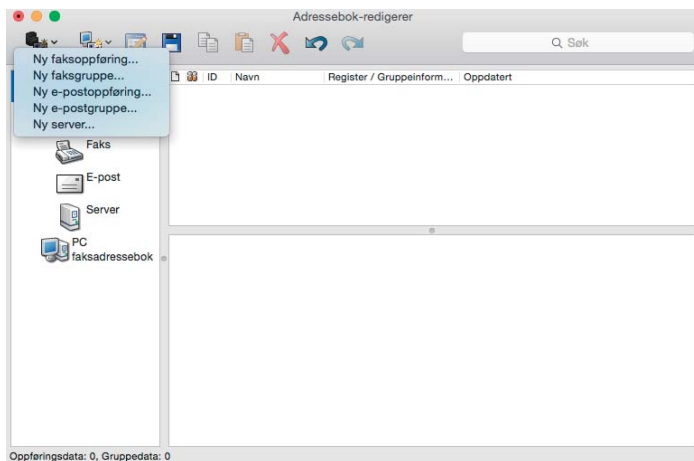 Adressebok-redigerer
Søk
Ny faksoppføring...
Ny faksgruppe...
Ny e-postoppføring...
Ny e-postgruppe...
Ny server...
ID Navn Register / Gruppeinform... Oppdatert
Faks
E-post
Server
PC
faksadressebok
Oppføringsdata: 0, Gruppedata: 0